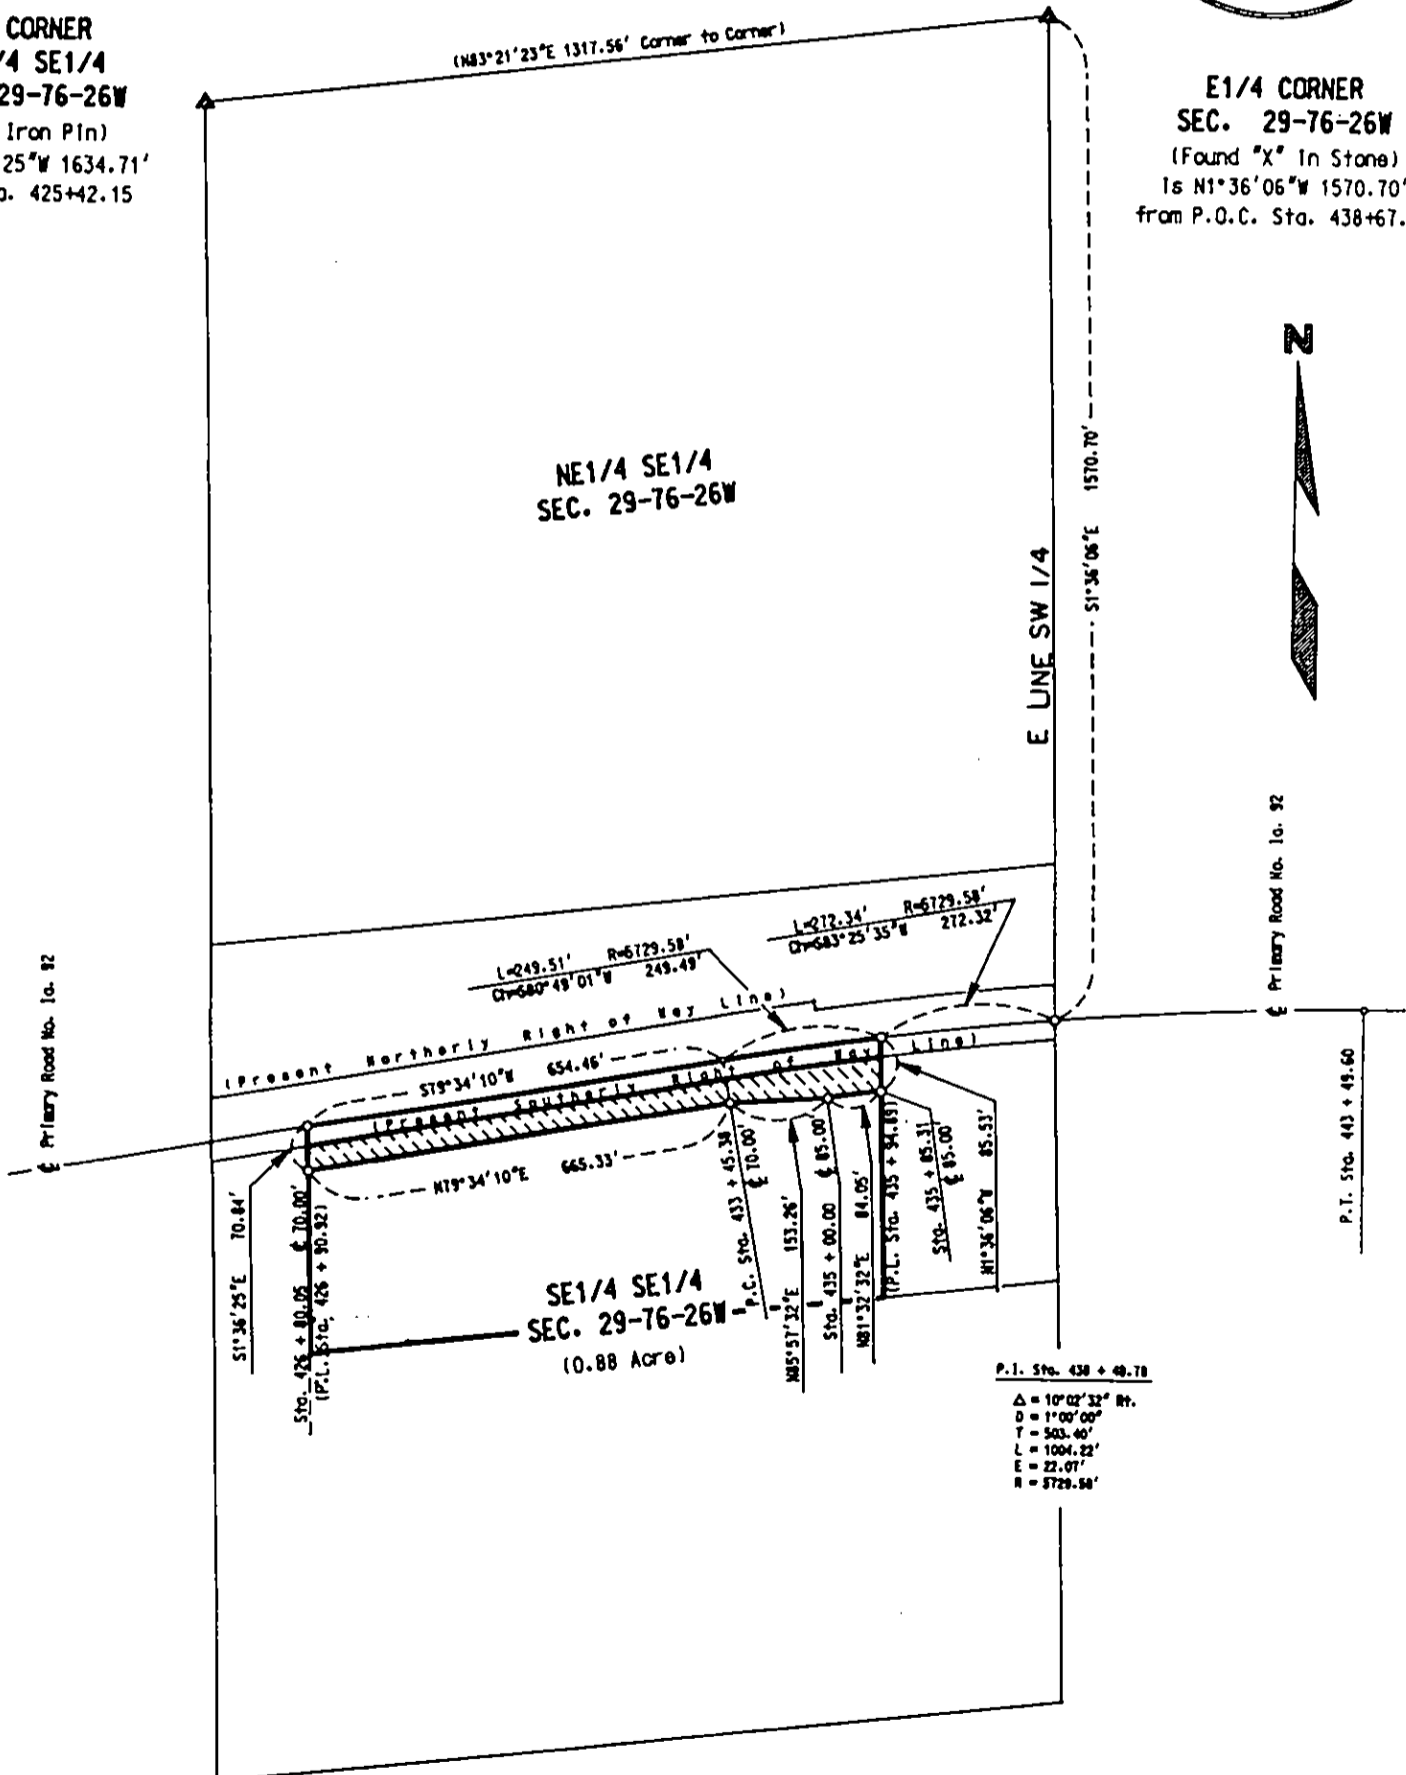 CORNER
/4 SE1/4
29-76-26W
Iron Pin)
25"W 1634.71'
a. 425+42.15
(N83°21'23"E 1317.56' Corner to Corner)
E1/4 CORNER
SEC. 29-76-26W
(Found "X" In Stone)
Is N1°36'06"W 1570.70'
from P.O.C. Sta. 438+67.
N
NE1/4 SE1/4
SEC. 29-76-26W
S1°36'06"E 1570.70'
E LINE SW 1/4
℄ Primary Road No. Ia. 92
℄ Primary Road No. Ia. 92
L=272.34' R=5729.58'
Ch=S83°25'35"W 272.32'
L=249.51' R=5729.58'
Ch=S80°49'01"W 249.49'
(Present Northerly Right of Way Line)
S79°34'10"W 654.46'
(Present Southerly Right of Way Line)
N79°34'10"E 665.33'
S1°36'25"E 70.84'
Sta. 426 + 80.05 ℄ 70.00'
(P.L. Sta. 426 + 90.92)
P.C. Sta. 433 + 45.38
℄ 70.00'
N85°57'32"E 153.26'
Sta. 435 + 00.00 ℄ 85.00'
N81°32'32"E 84.05'
(P.L. Sta. 435 + 94.89)
Sta. 435 + 85.31
℄ 85.00'
N1°36'06"W 85.53'
P.T. Sta. 443 + 49.60
SE1/4 SE1/4
SEC. 29-76-26W
(0.88 Acre)
P.I. Sta. 438 + 48.78
Δ = 10°02'32" Rt.
D = 1°00'00"
T = 503.40'
L = 1004.22'
E = 22.07'
R = 5729.58'